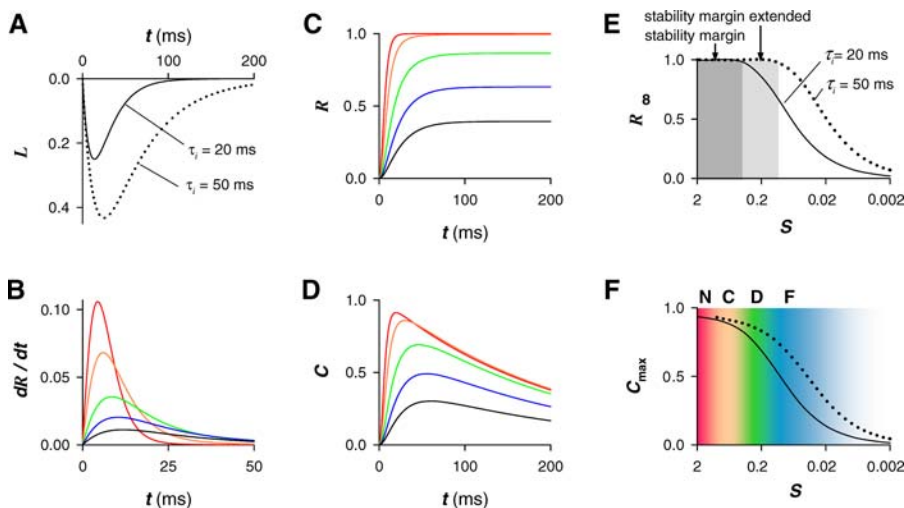 A
t (ms)
0 100 200
0.0
0.2
0.4
L
τi = 20 ms
τi = 50 ms
B
0.10
0.05
0.00
dR / dt
0 25 50
t (ms)
C
1.0
0.5
0.0
R
0 100 200
t (ms)
D
1.0
0.5
0.0
C
0 100 200
t (ms)
E
stability margin extended
stability margin
1.0
0.5
0.0
R∞
τi = 20 ms
τi = 50 ms
2 0.2 0.02 0.002
S
F
N C D F
1.0
0.5
0.0
Cmax
2 0.2 0.02 0.002
S